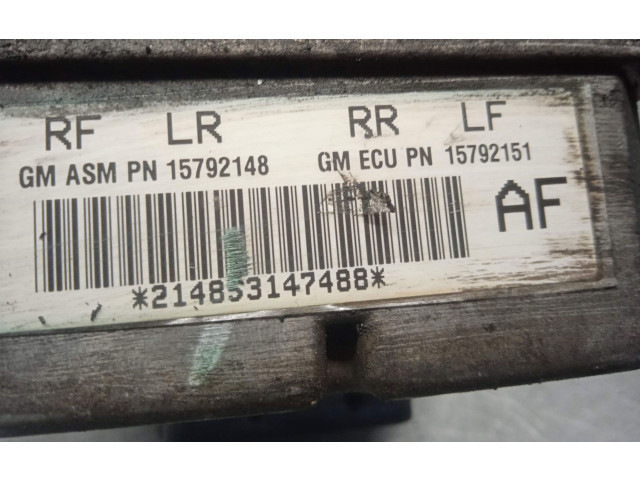 RF LR RR LF
GM ASM PN 15792148 GM ECU PN 15792151
AF
*214853147488*